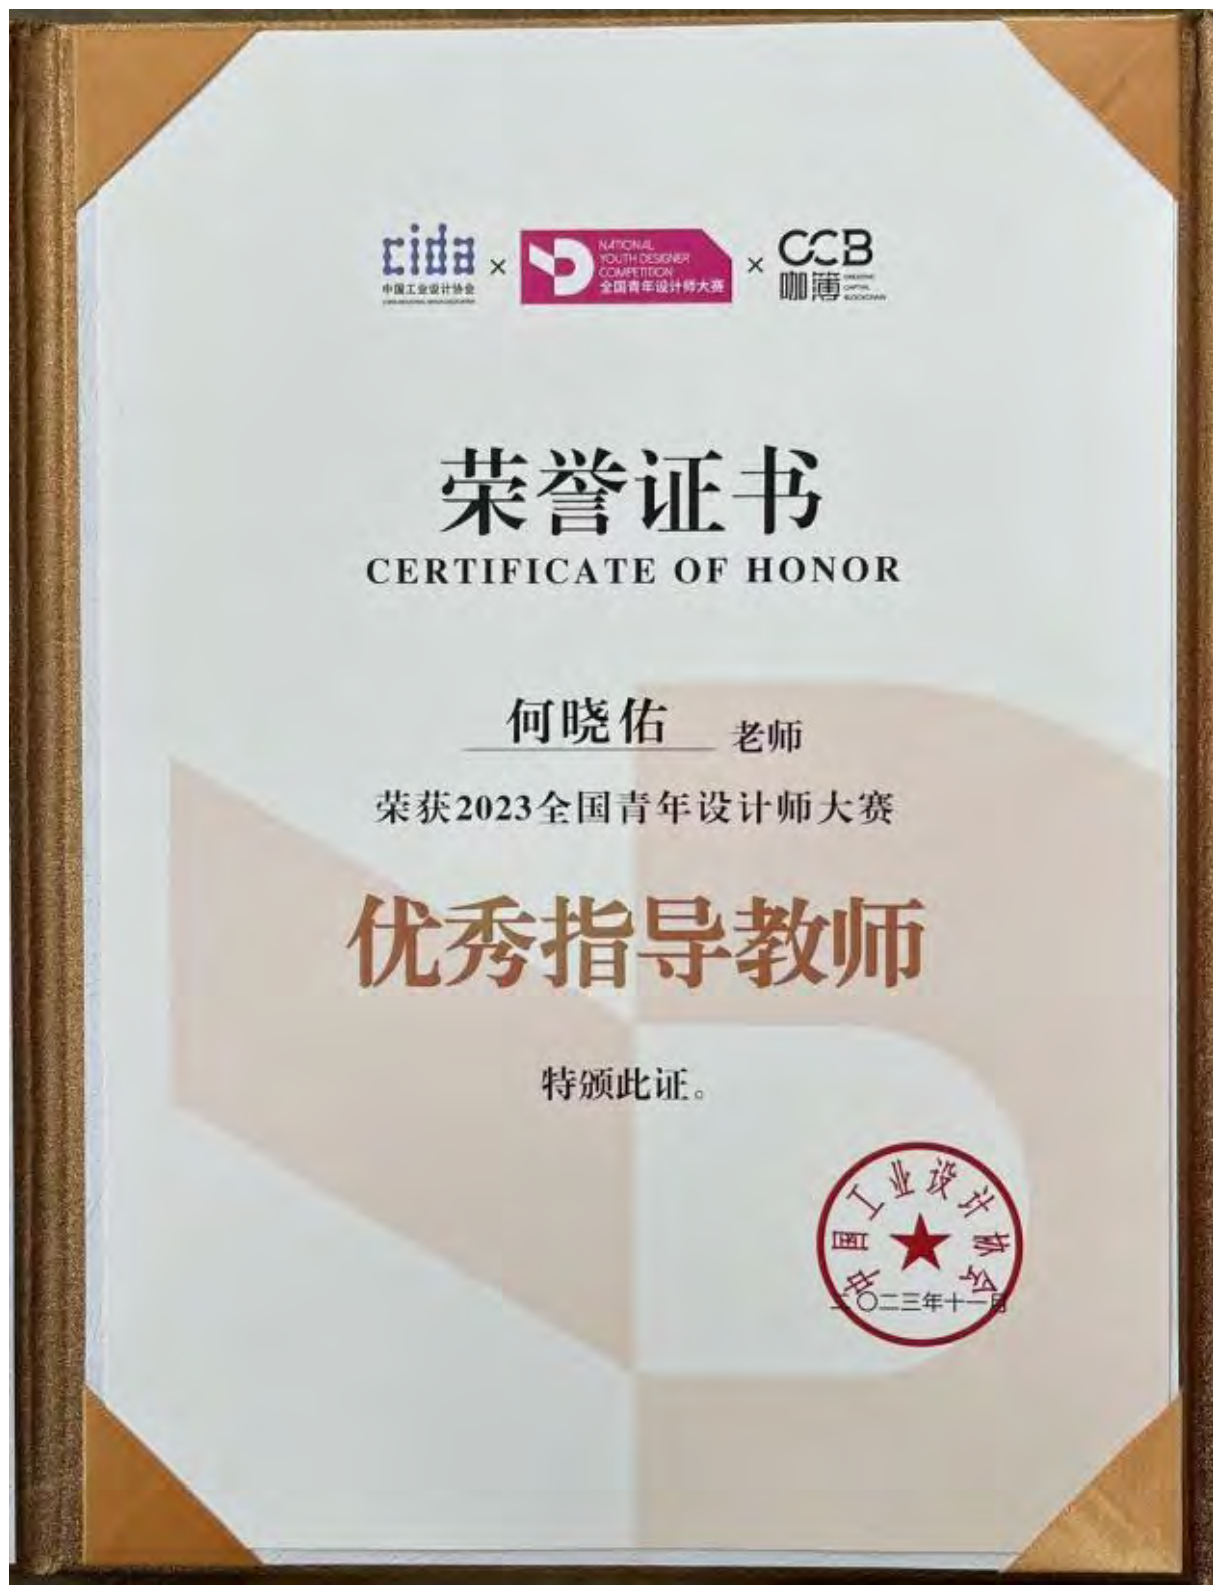 cida
中国工业设计协会
×
NATIONAL
YOUTH DESIGNER
COMPETITION
全国青年设计师大赛
×
CCB
咖簿
CREATIVE
CAPITAL
BLOCKCHAIN
荣誉证书
CERTIFICATE OF HONOR
何晓佑 老师
荣获2023全国青年设计师大赛
优秀指导教师
特颁此证。
中国工业设计协会
二〇二三年十一月